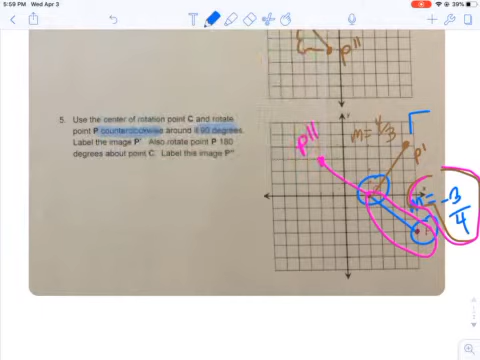 5:59 PM Wed Apr 3
39%
p"
5. Use the center of rotation point C and rotate
point P counterclockwise around it 90 degrees.
Label the image P' Also rotate point P 180
degrees about point C. Label this image P"
p"
m=4/3
p'
m = -3/4